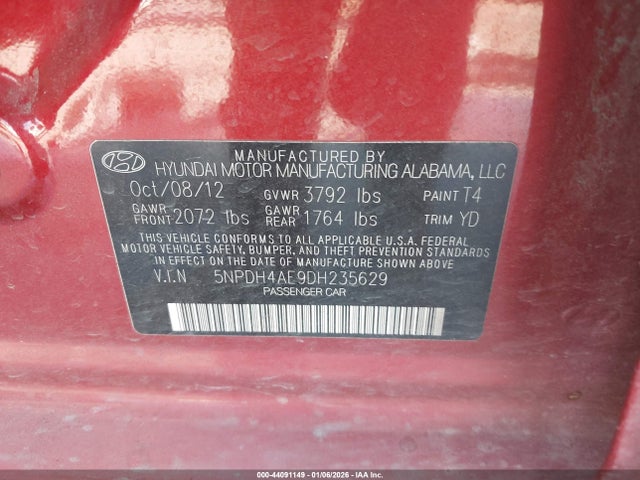 MANUFACTURED BY
HYUNDAI MOTOR MANUFACTURING ALABAMA, LLC
Oct/08/12 GVWR 3792 lbs PAINT T4
GAWR FRONT 2072 lbs GAWR REAR 1764 lbs TRIM YD
THIS VEHICLE CONFORMS TO ALL APPLICABLE U.S.A. FEDERAL
MOTOR VEHICLE SAFETY, BUMPER, AND THEFT PREVENTION STANDARDS
IN EFFECT ON THE DATE OF MANUFACTURE SHOWN ABOVE.
V.I.N 5NPDH4AE9DH235629
PASSENGER CAR
000-44091149 - 01/06/2026 - IAA Inc.